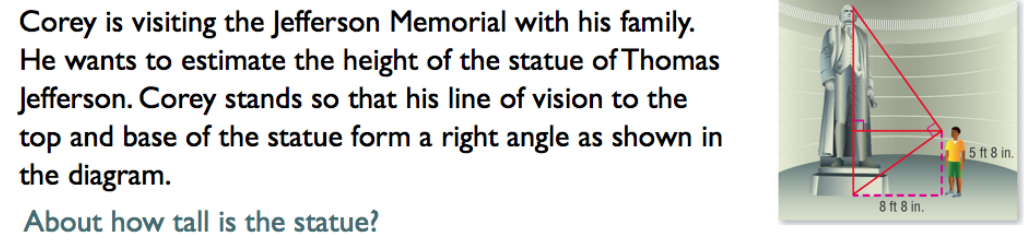 Corey is visiting the Jefferson Memorial with his family.
He wants to estimate the height of the statue of Thomas
Jefferson. Corey stands so that his line of vision to the
top and base of the statue form a right angle as shown in
the diagram.
About how tall is the statue?
5 ft 8 in.
8 ft 8 in.